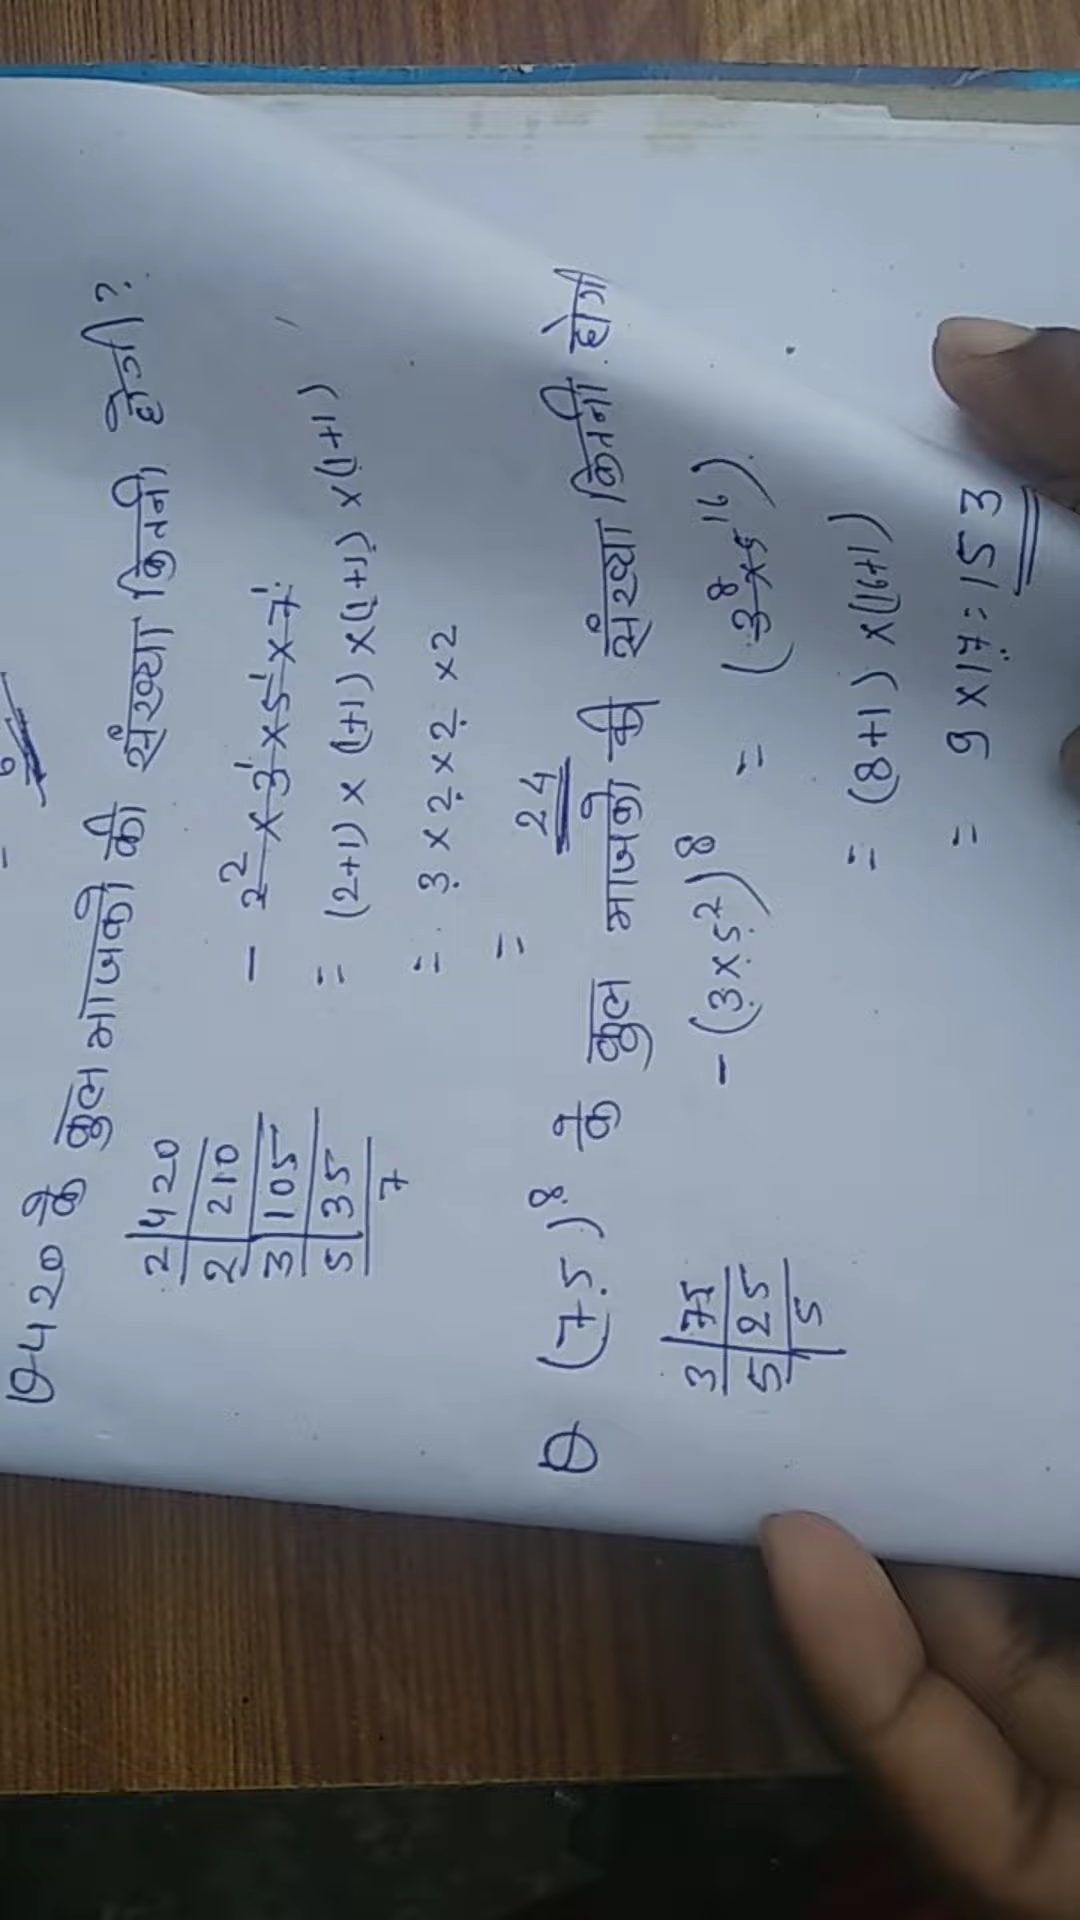 Q 420 के कुल भाजको की संख्या कितनी होगी?
2 420
2 210
3 105
5 35
7
- 2² x 3¹ x 5¹ x 7¹
= (2+1) x (1+1) x (1+1) x (1+1)
= 3 x 2 x 2 x 2
= 24
Q (75)⁸ के कुल भाजको की संख्या कितनी होगी
3 75
5 25
5
- (3 x 5²)⁸ = (3⁸ x 5¹⁶)
= (8+1) x (16+1)
= 9 x 17 = 153